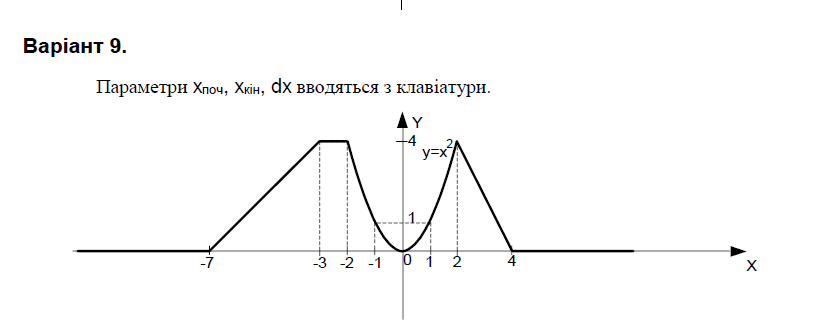 Варіант 9.
Параметри xпоч, xкін, dx вводяться з клавіатури.
Y
4
y=x²
1
-7 -3 -2 -1 0 1 2 4
X